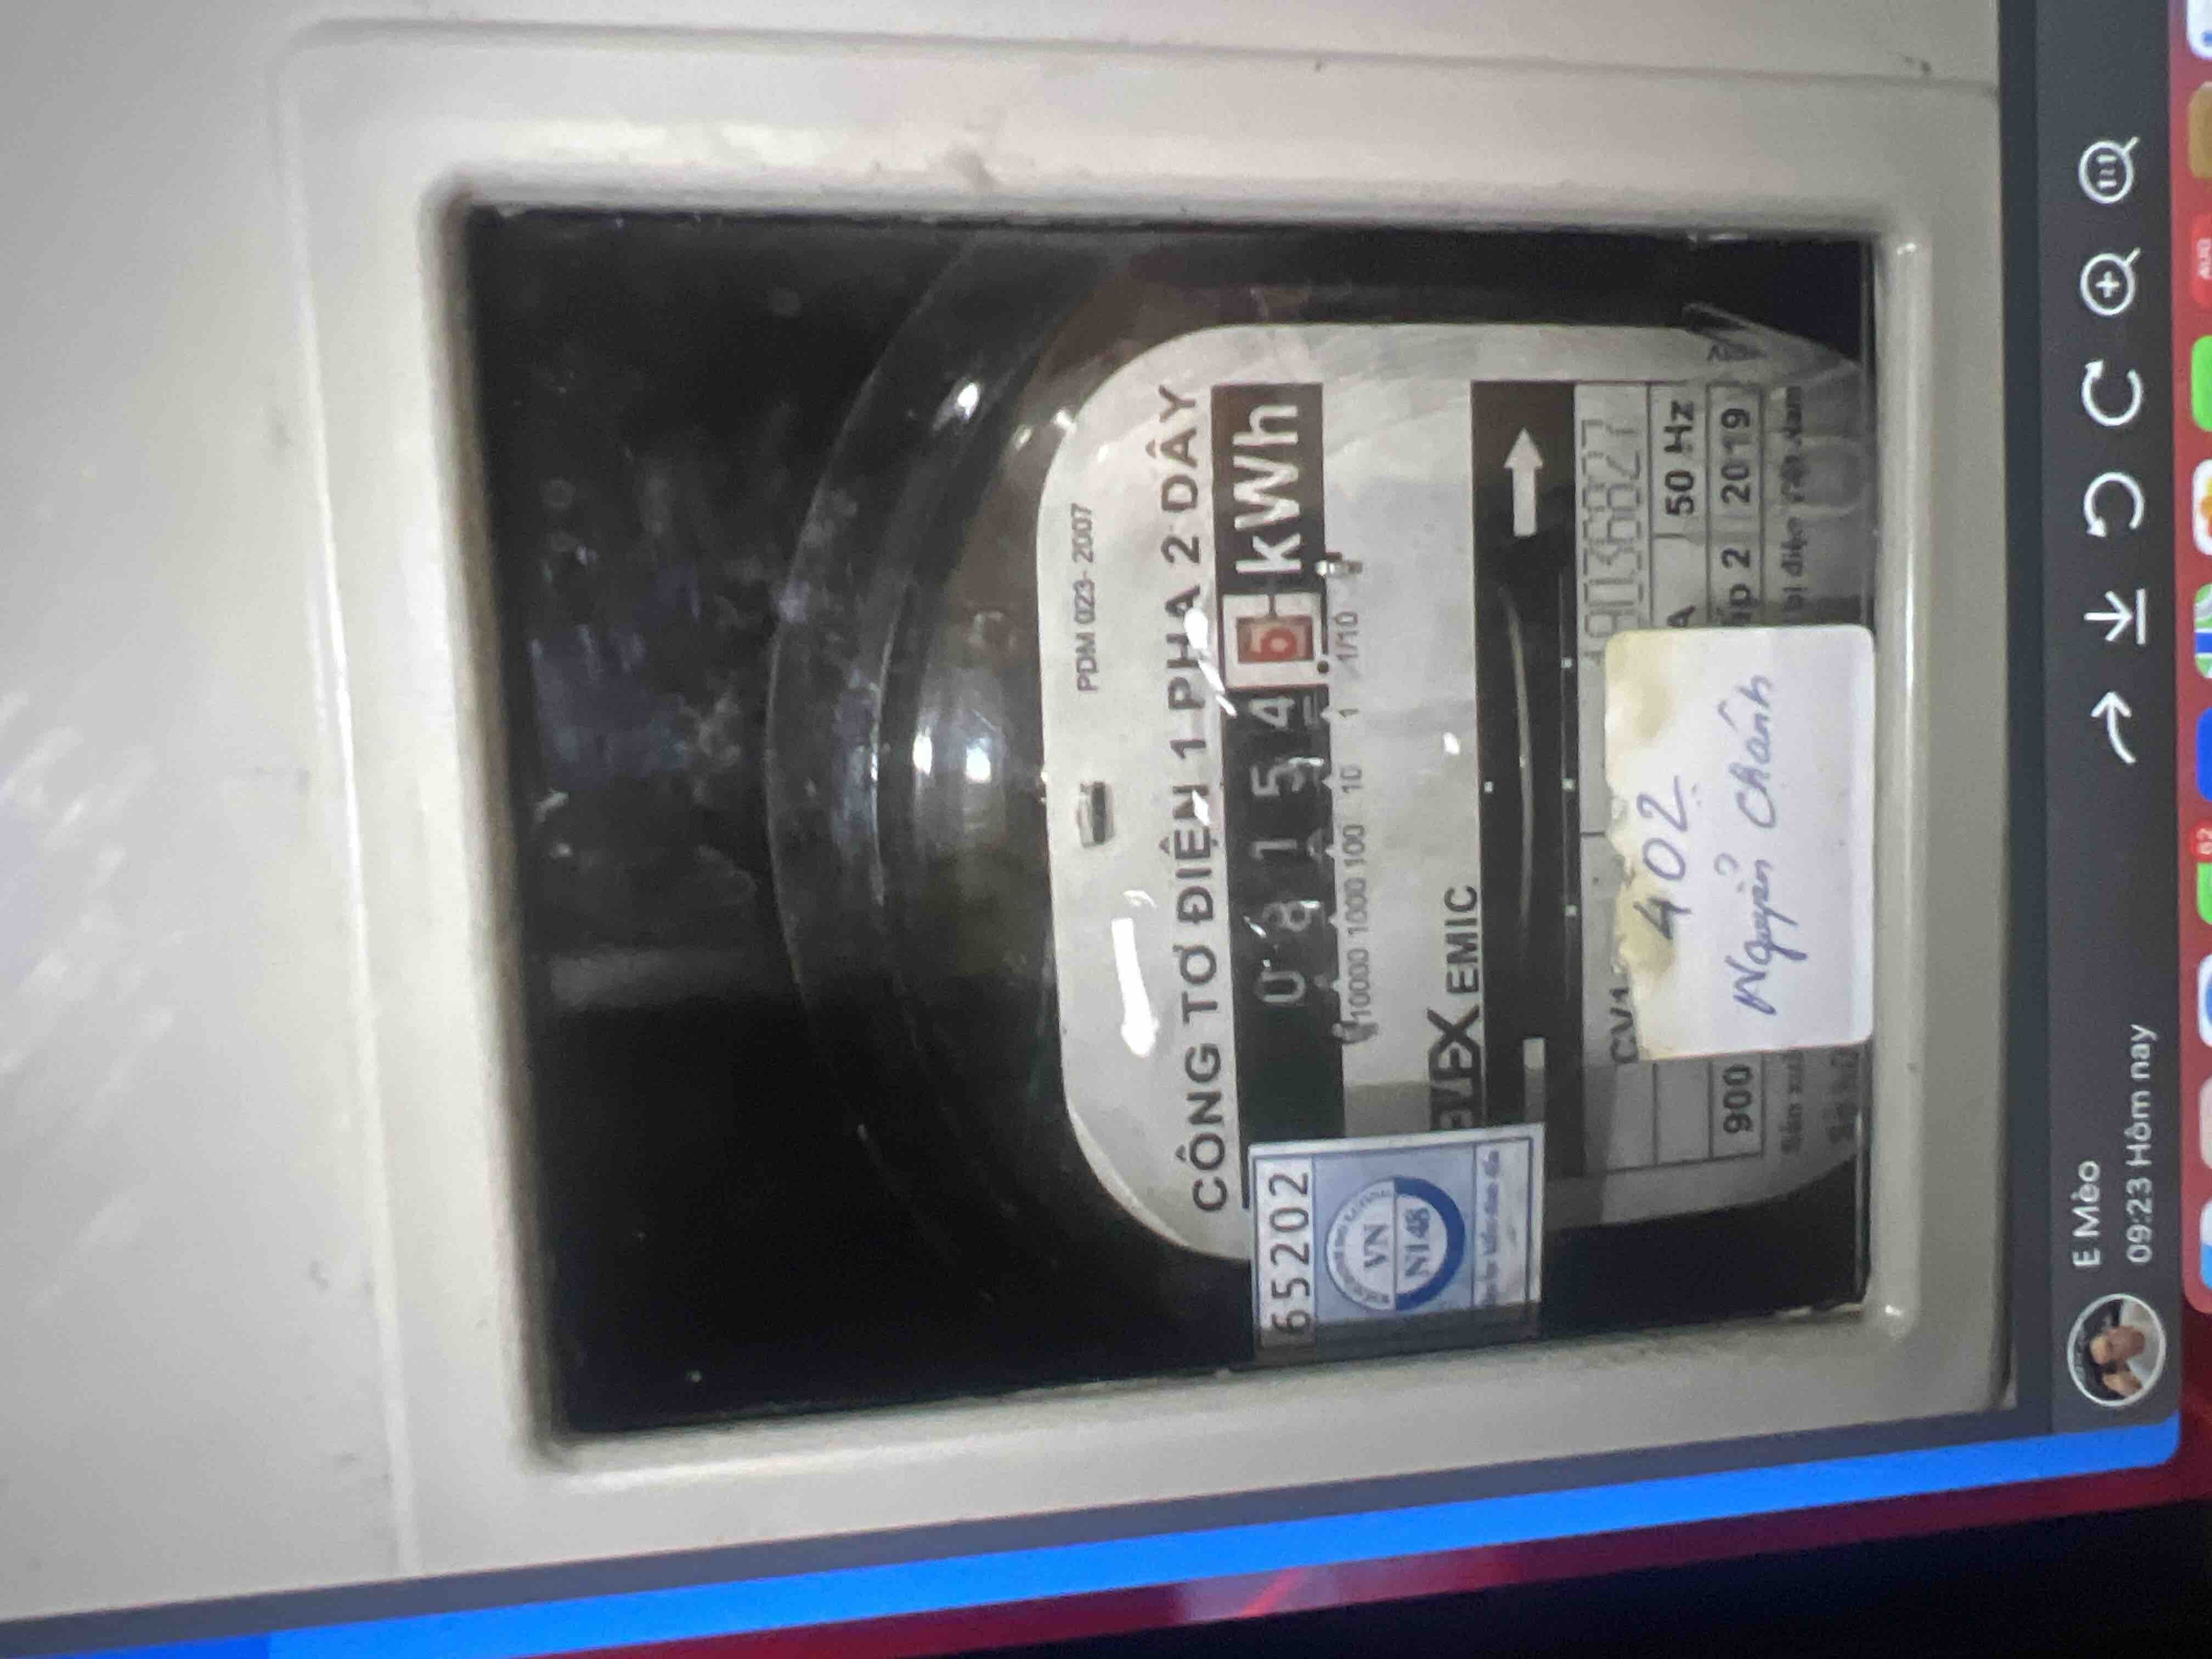 PDM 023-2007
CÔNG TƠ ĐIỆN 1 PHA 2 DÂY
0 8 1 5 4 5 kWh
10000 1000 100 10 1 1/10
65202
VN
N148
EMIC
19036827
50 Hz
900
2 2019
402
Nguyễn Chánh
E Mèo
09:23 Hôm nay